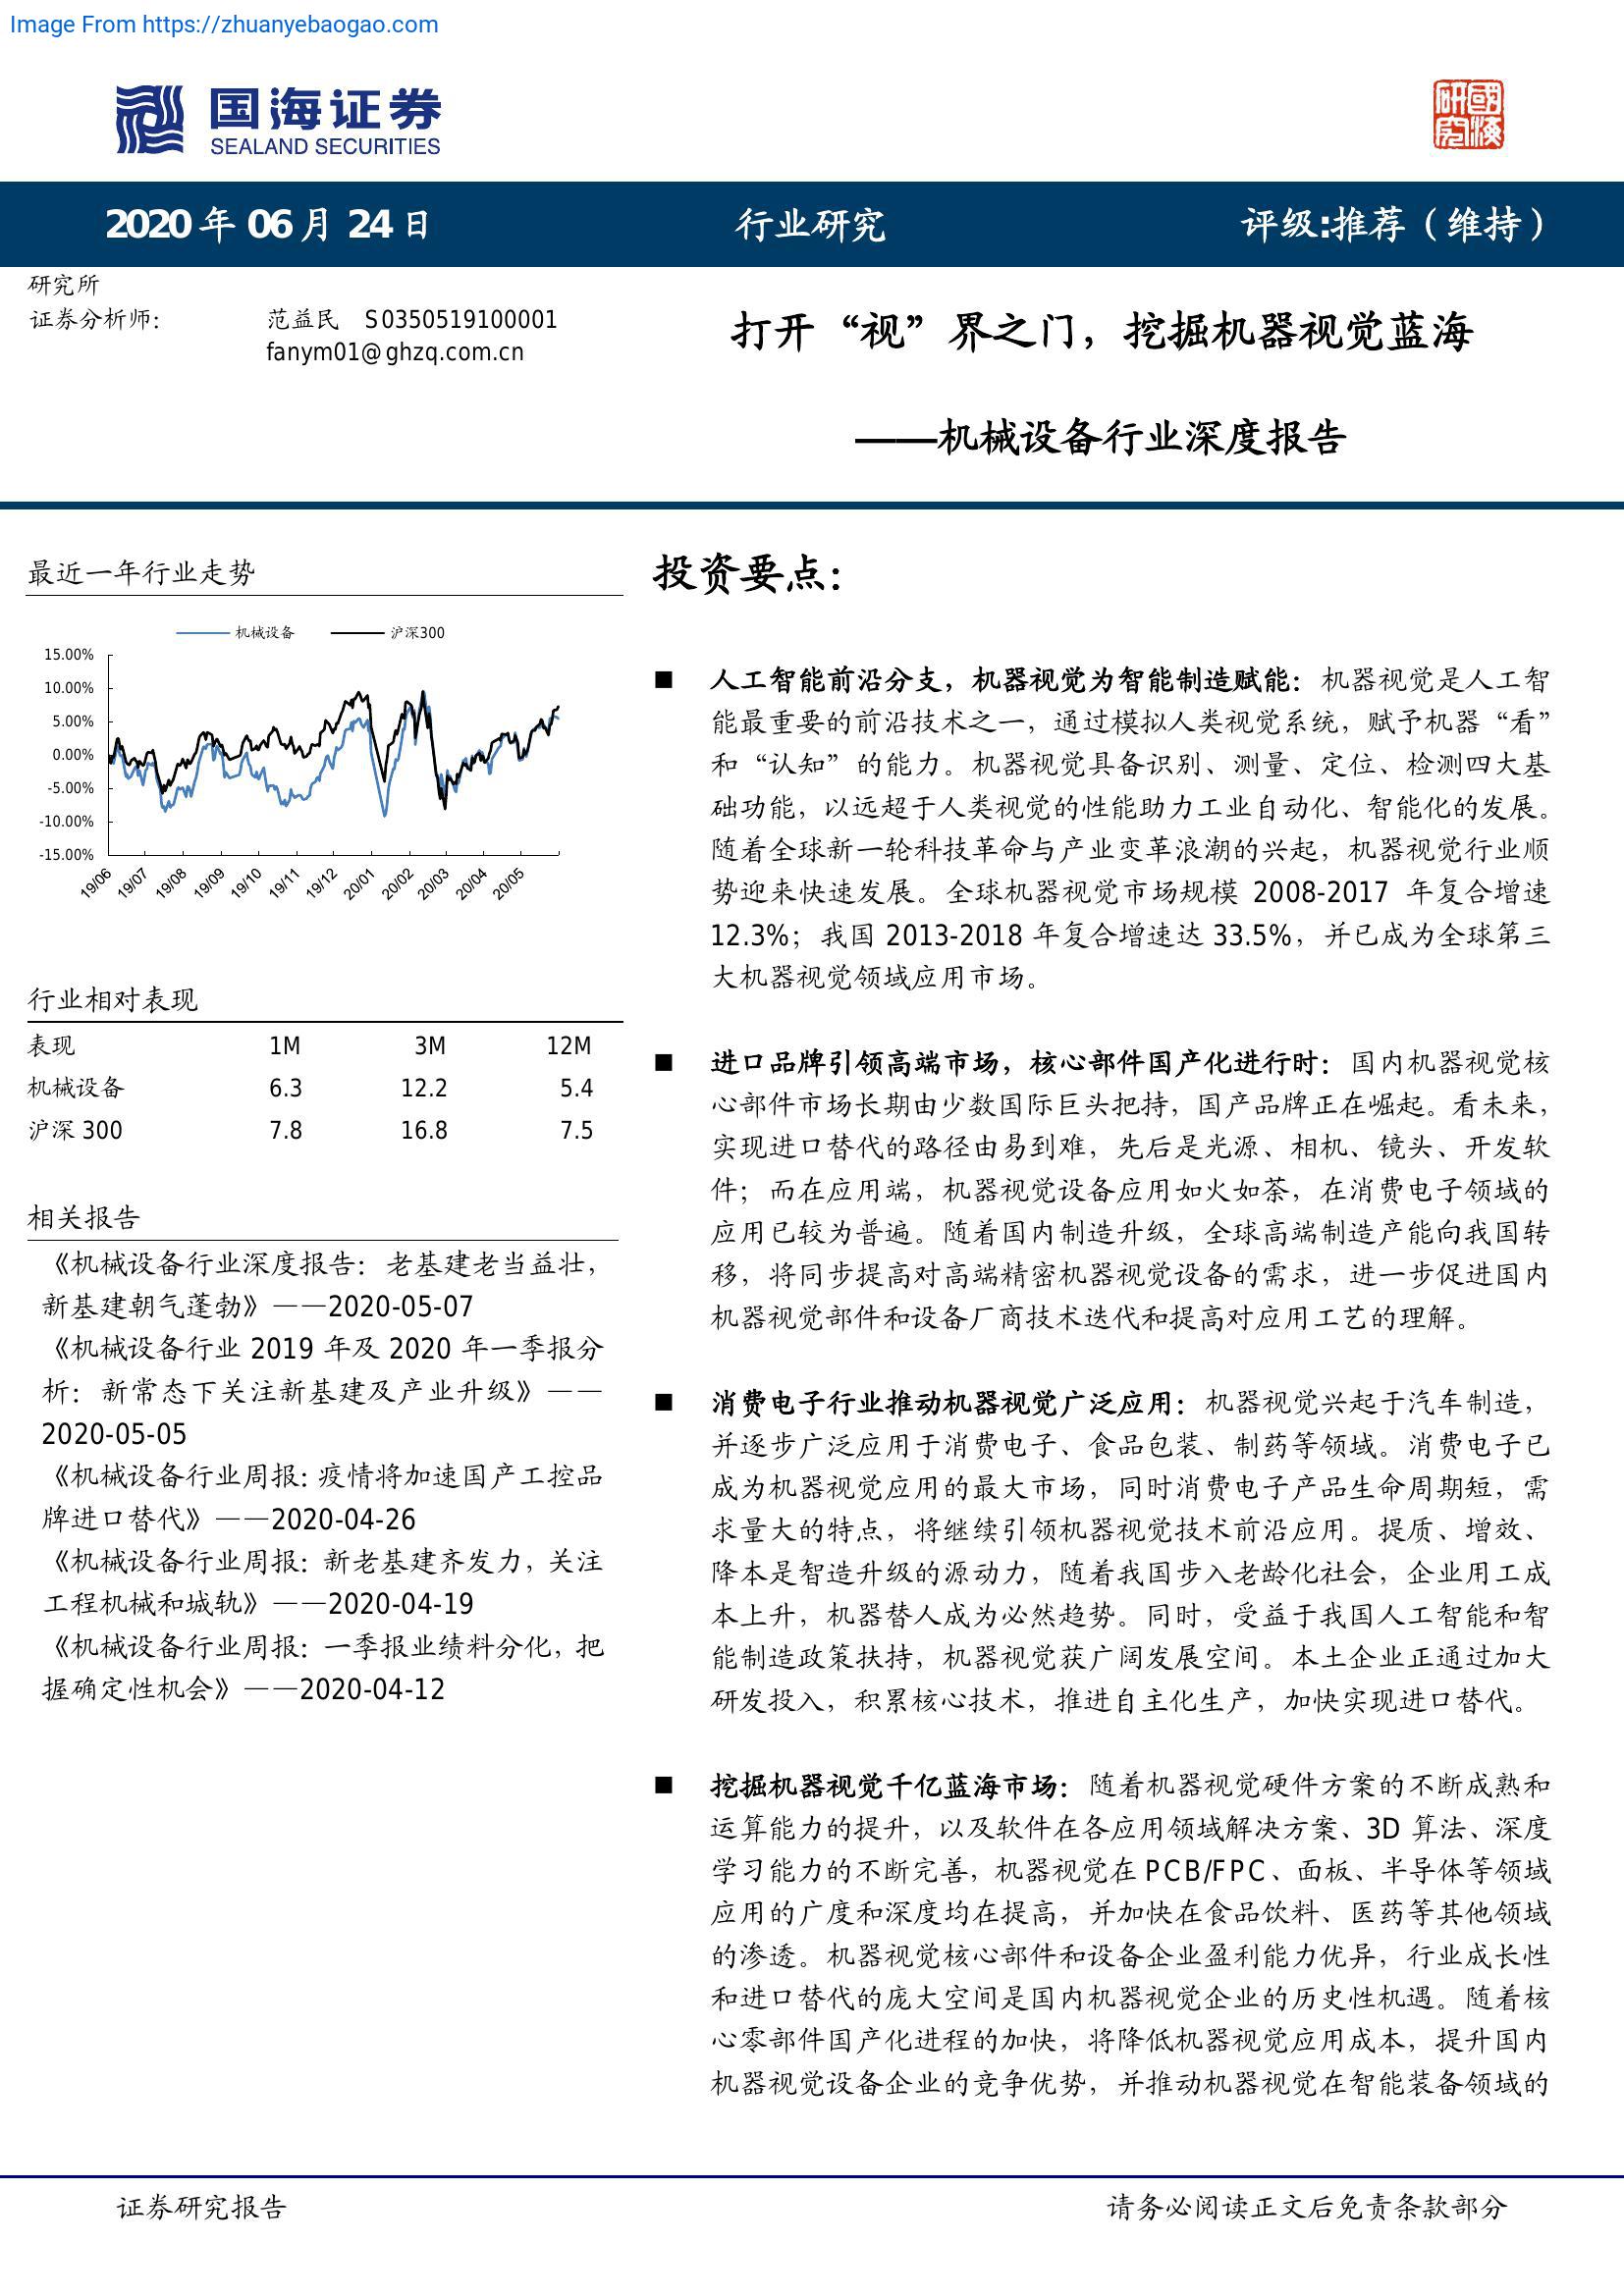 Image From https://zhuanyebaogao.com
国海证券
SEALAND SECURITIES
研國
究海
2020 年 06 月 24 日
行业研究
评级:推荐（维持）
研究所
证券分析师:
范益民 S0350519100001
fanym01@ghzq.com.cn
打开“视”界之门，挖掘机器视觉蓝海
——机械设备行业深度报告
最近一年行业走势
机械设备 沪深300
15.00%
10.00%
5.00%
0.00%
-5.00%
-10.00%
-15.00%
19/06 19/07 19/08 19/09 19/10 19/11 19/12 20/01 20/02 20/03 20/04 20/05
行业相对表现
表现 1M 3M 12M
机械设备 6.3 12.2 5.4
沪深 300 7.8 16.8 7.5
相关报告
《机械设备行业深度报告：老基建老当益壮，
新基建朝气蓬勃》——2020-05-07
《机械设备行业 2019 年及 2020 年一季报分
析：新常态下关注新基建及产业升级》——
2020-05-05
《机械设备行业周报：疫情将加速国产工控品
牌进口替代》——2020-04-26
《机械设备行业周报：新老基建齐发力，关注
工程机械和城轨》——2020-04-19
《机械设备行业周报：一季报业绩料分化，把
握确定性机会》——2020-04-12
投资要点：
■ 人工智能前沿分支，机器视觉为智能制造赋能：机器视觉是人工智
能最重要的前沿技术之一，通过模拟人类视觉系统，赋予机器“看”
和“认知”的能力。机器视觉具备识别、测量、定位、检测四大基
础功能，以远超于人类视觉的性能助力工业自动化、智能化的发展。
随着全球新一轮科技革命与产业变革浪潮的兴起，机器视觉行业顺
势迎来快速发展。全球机器视觉市场规模 2008-2017 年复合增速
12.3%；我国 2013-2018 年复合增速达 33.5%，并已成为全球第三
大机器视觉领域应用市场。
■ 进口品牌引领高端市场，核心部件国产化进行时：国内机器视觉核
心部件市场长期由少数国际巨头把持，国产品牌正在崛起。看未来，
实现进口替代的路径由易到难，先后是光源、相机、镜头、开发软
件；而在应用端，机器视觉设备应用如火如荼，在消费电子领域的
应用已较为普遍。随着国内制造升级，全球高端制造产能向我国转
移，将同步提高对高端精密机器视觉设备的需求，进一步促进国内
机器视觉部件和设备厂商技术迭代和提高对应用工艺的理解。
■ 消费电子行业推动机器视觉广泛应用：机器视觉兴起于汽车制造，
并逐步广泛应用于消费电子、食品包装、制药等领域。消费电子已
成为机器视觉应用的最大市场，同时消费电子产品生命周期短，需
求量大的特点，将继续引领机器视觉技术前沿应用。提质、增效、
降本是智造升级的源动力，随着我国步入老龄化社会，企业用工成
本上升，机器替人成为必然趋势。同时，受益于我国人工智能和智
能制造政策扶持，机器视觉获广阔发展空间。本土企业正通过加大
研发投入，积累核心技术，推进自主化生产，加快实现进口替代。
■ 挖掘机器视觉千亿蓝海市场：随着机器视觉硬件方案的不断成熟和
运算能力的提升，以及软件在各应用领域解决方案、3D 算法、深度
学习能力的不断完善，机器视觉在 PCB/FPC、面板、半导体等领域
应用的广度和深度均在提高，并加快在食品饮料、医药等其他领域
的渗透。机器视觉核心部件和设备企业盈利能力优异，行业成长性
和进口替代的庞大空间是国内机器视觉企业的历史性机遇。随着核
心零部件国产化进程的加快，将降低机器视觉应用成本，提升国内
机器视觉设备企业的竞争优势，并推动机器视觉在智能装备领域的
证券研究报告
请务必阅读正文后免责条款部分